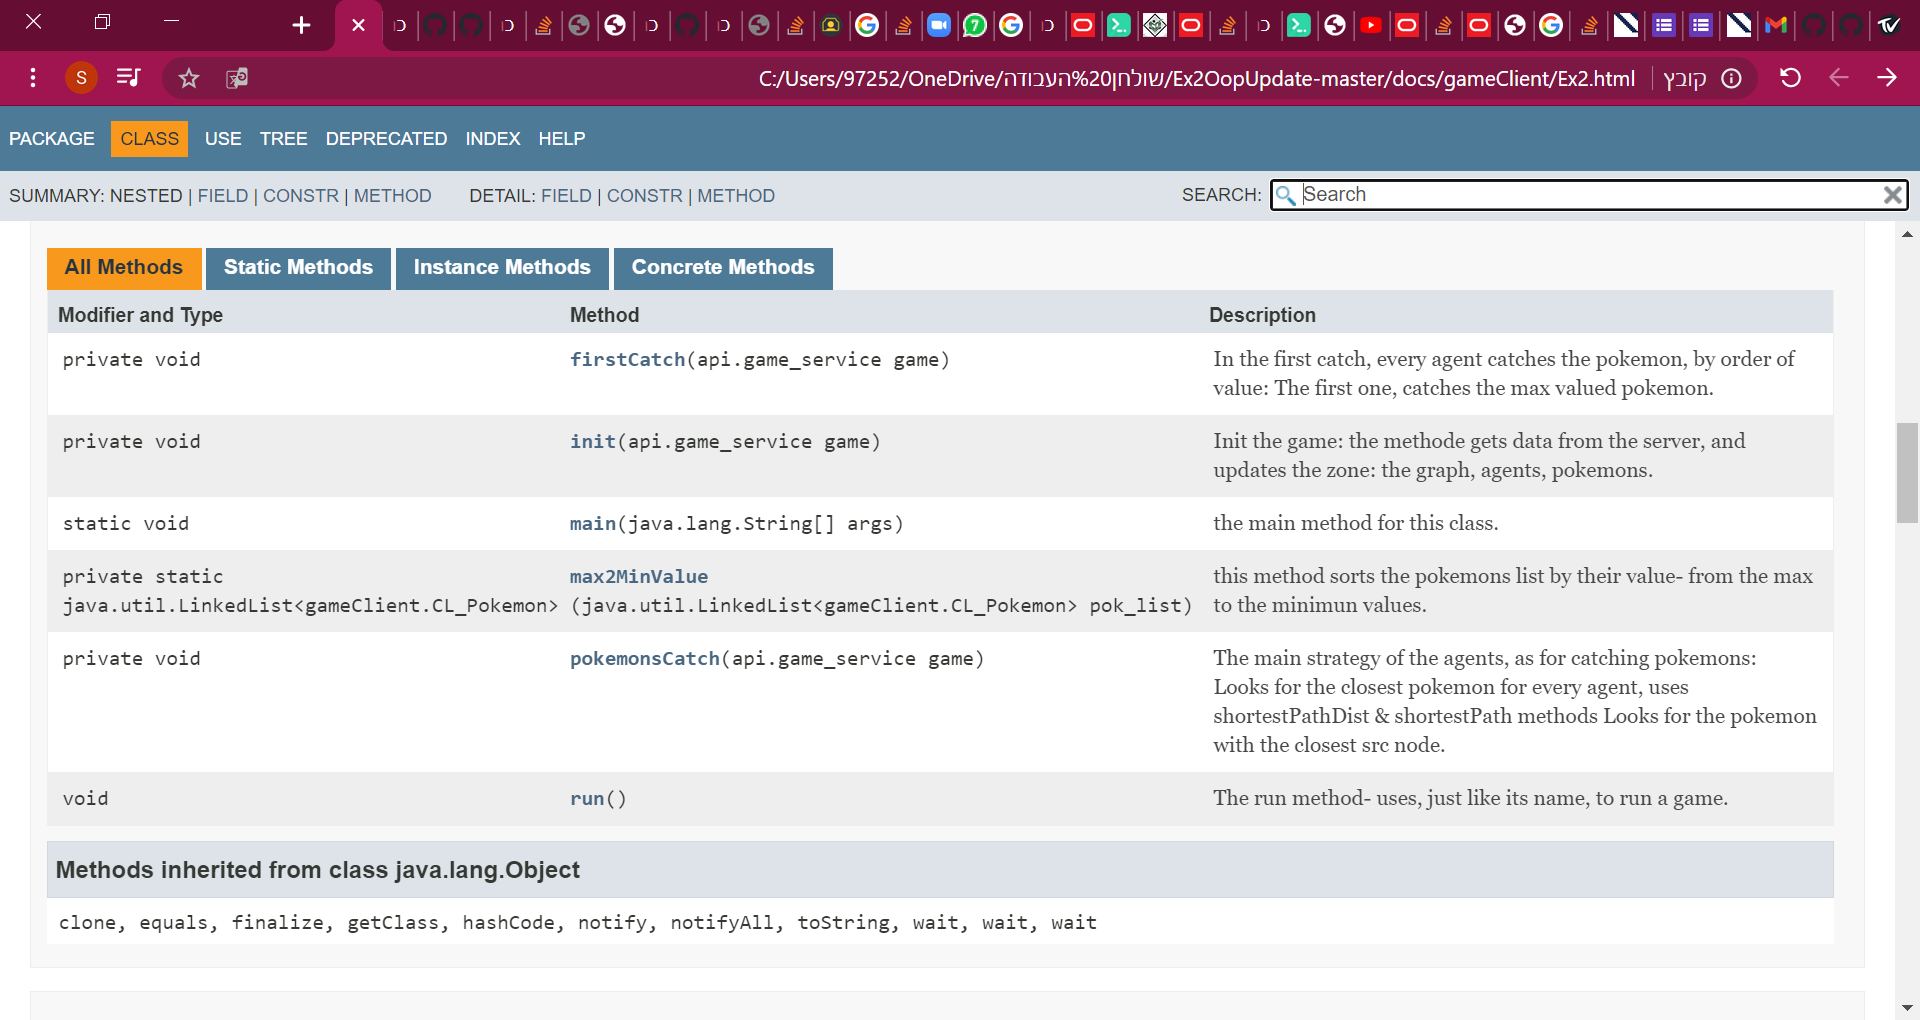 S
C:/Users/97252/OneDrive/שולחן%20העבודה/Ex2OopUpdate-master/docs/gameClient/Ex2.html
קובץ
PACKAGE CLASS USE TREE DEPRECATED INDEX HELP
SUMMARY: NESTED | FIELD | CONSTR | METHOD DETAIL: FIELD | CONSTR | METHOD
SEARCH: Search
All Methods Static Methods Instance Methods Concrete Methods
Modifier and Type Method Description
private void firstCatch(api.game_service game) In the first catch, every agent catches the pokemon, by order of
value: The first one, catches the max valued pokemon.
private void init(api.game_service game) Init the game: the methode gets data from the server, and
updates the zone: the graph, agents, pokemons.
static void main(java.lang.String[] args) the main method for this class.
private static max2MinValue this method sorts the pokemons list by their value- from the max
java.util.LinkedList<gameClient.CL_Pokemon> (java.util.LinkedList<gameClient.CL_Pokemon> pok_list) to the minimun values.
private void pokemonsCatch(api.game_service game) The main strategy of the agents, as for catching pokemons:
Looks for the closest pokemon for every agent, uses
shortestPathDist & shortestPath methods Looks for the pokemon
with the closest src node.
void run() The run method- uses, just like its name, to run a game.
Methods inherited from class java.lang.Object
clone, equals, finalize, getClass, hashCode, notify, notifyAll, toString, wait, wait, wait